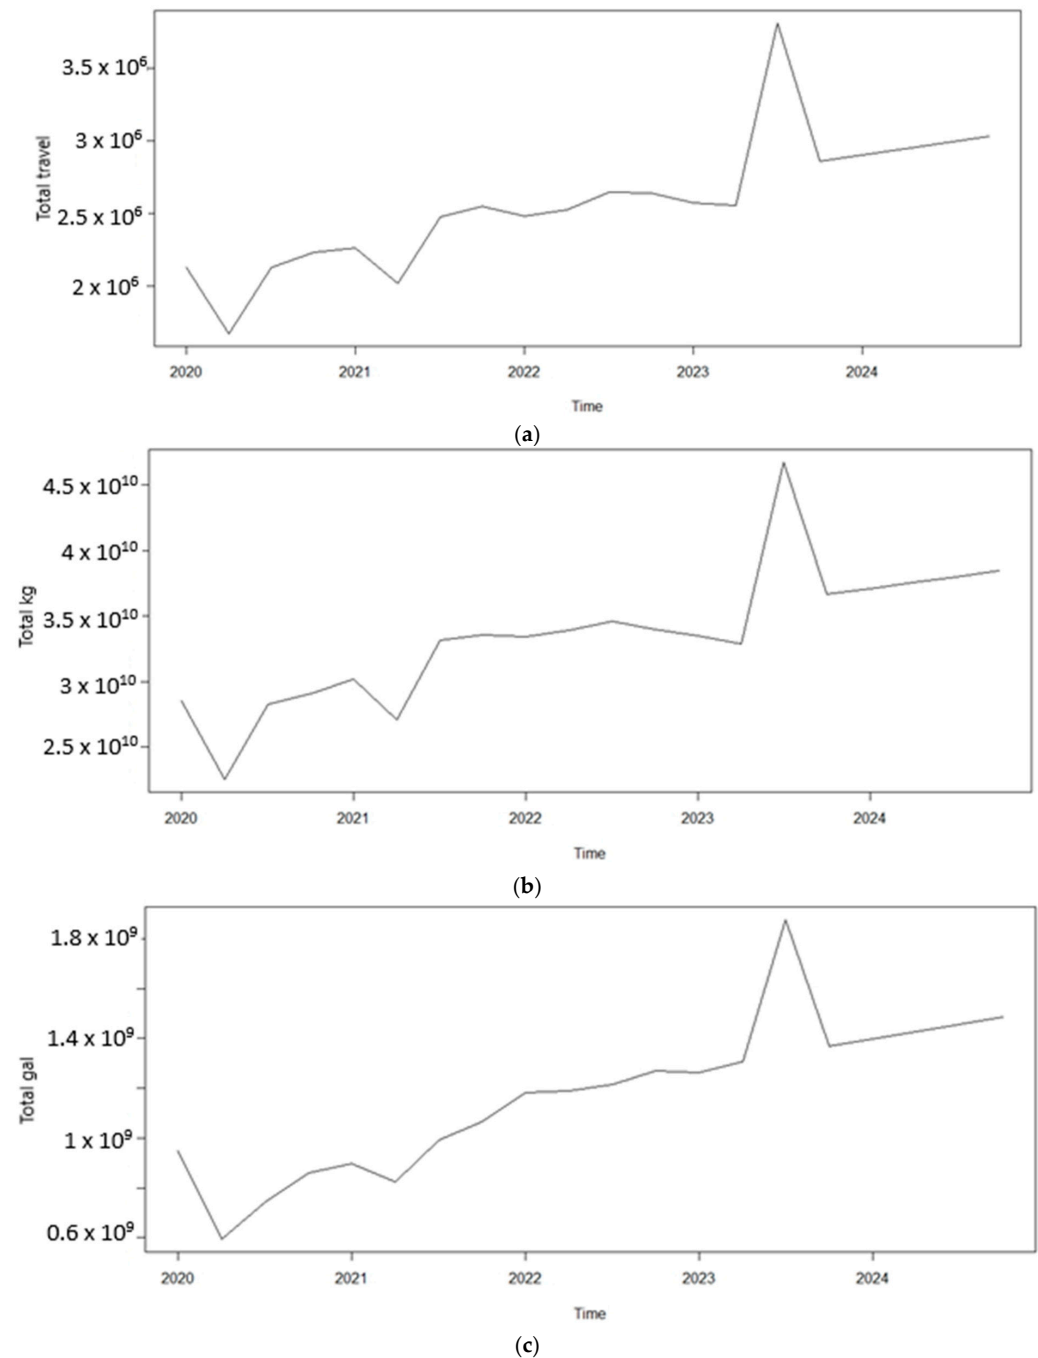 3.5 x 10⁶
3 x 10⁶
2.5 x 10⁶
2 x 10⁶
Total travel
2020 2021 2022 2023 2024
Time
(a)
4.5 x 10¹⁰
4 x 10¹⁰
3.5 x 10¹⁰
3 x 10¹⁰
2.5 x 10¹⁰
Total kg
2020 2021 2022 2023 2024
Time
(b)
1.8 x 10⁹
1.4 x 10⁹
1 x 10⁹
0.6 x 10⁹
Total gal
2020 2021 2022 2023 2024
Time
(c)